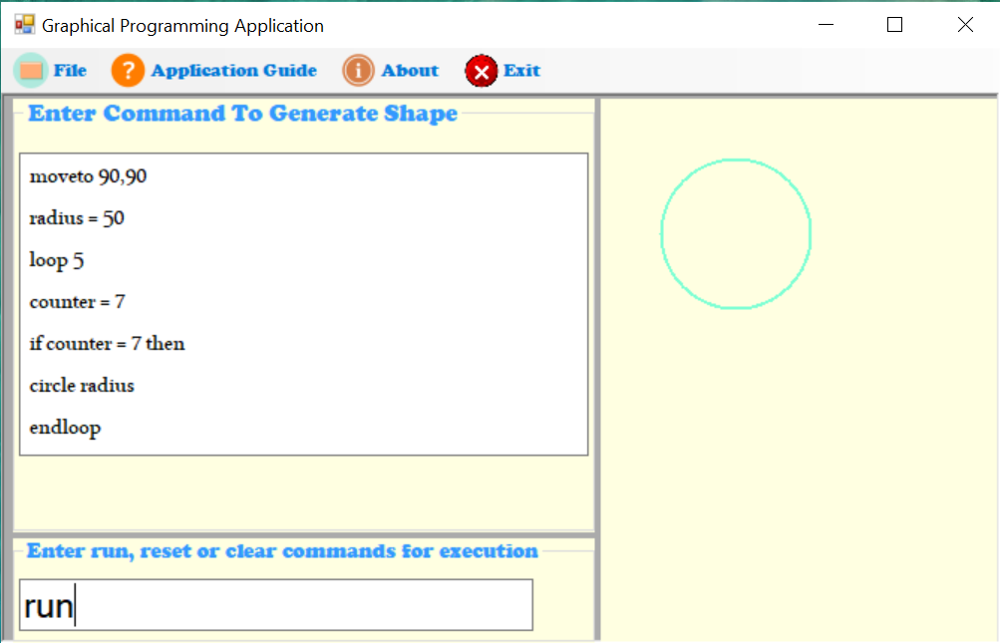 Graphical Programming Application
File Application Guide About Exit
Enter Command To Generate Shape
moveto 90,90
radius = 50
loop 5
counter = 7
if counter = 7 then
circle radius
endloop
Enter run, reset or clear commands for execution
run